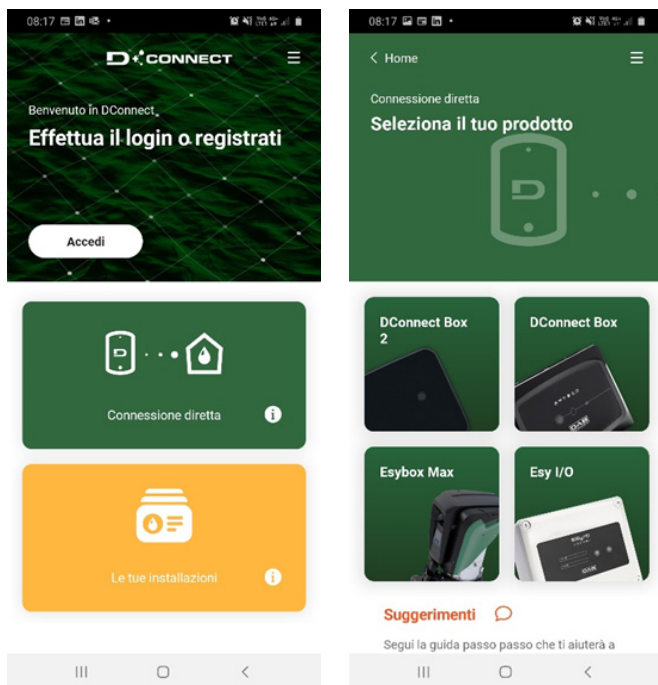 08:17
D CONNECT
Benvenuto in DConnect
Effettua il login o registrati
Accedi
Connessione diretta
Le tue installazioni
08:17
Home
Connessione diretta
Seleziona il tuo prodotto
DConnect Box
2
DConnect Box
DAB
Esybox Max
Esy I/O
DAB
Suggerimenti
Segui la guida passo passo che ti aiuterà a